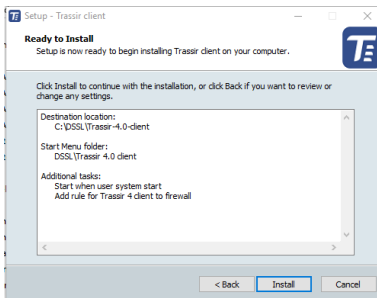 Setup - Trassir client
Ready to Install
Setup is now ready to begin installing Trassir client on your computer.
Click Install to continue with the installation, or click Back if you want to review or
change any settings.
Destination location:
C:\DSSL\Trassir-4.0-client
Start Menu folder:
DSSL\Trassir 4.0 client
Additional tasks:
Start when user system start
Add rule for Trassir 4 client to firewall
< Back
Install
Cancel